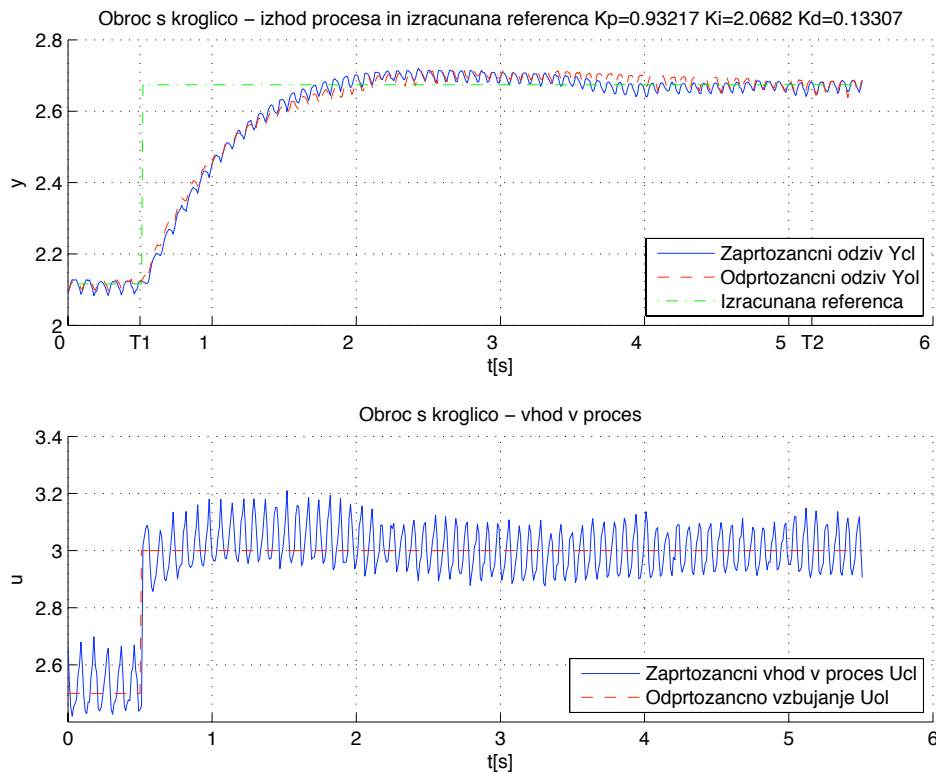 Obroc s kroglico – izhod procesa in izracunana referenca Kp=0.93217 Ki=2.0682 Kd=0.13307
2.8
2.6
2.4
2.2
2
y
0 T1 1 2 3 4 5 T2 6
t[s]
Zaprtozancni odziv Ycl
Odprtozancni odziv Yol
Izracunana referenca
Obroc s kroglico – vhod v proces
3.4
3.2
3
2.8
2.6
u
0 1 2 3 4 5 6
t[s]
Zaprtozancni vhod v proces Ucl
Odprtozancno vzbujanje Uol